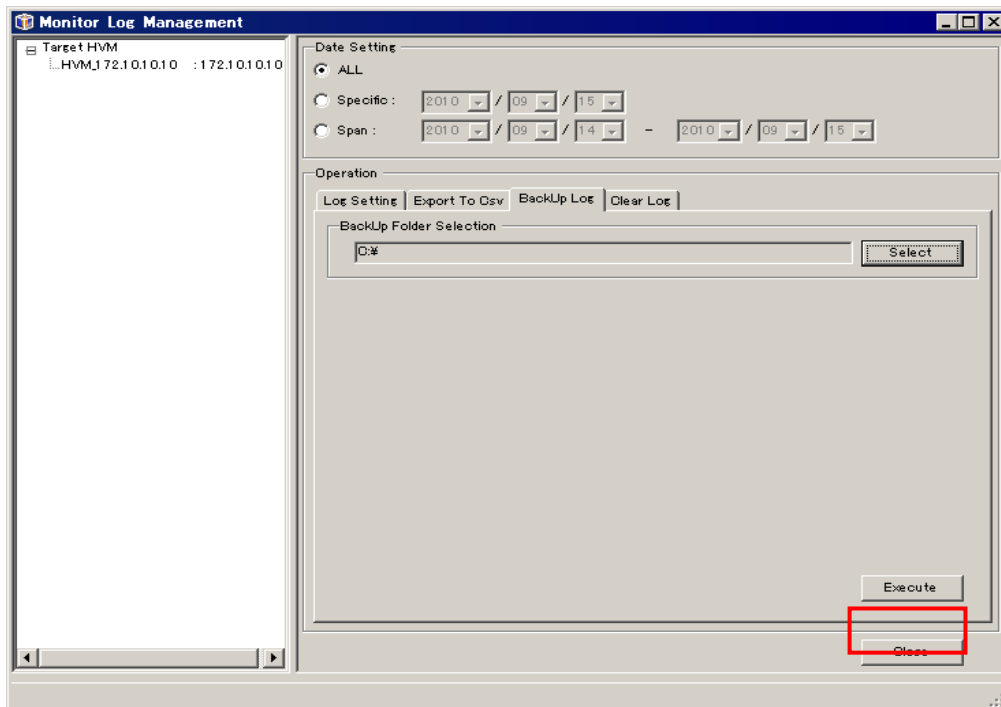 Monitor Log Management
Target HVM
HVM_172.10.10.10 : 172.10.10.10
Date Setting
ALL
Specific : 2010 / 09 / 15
Span : 2010 / 09 / 14 - 2010 / 09 / 15
Operation
Log Setting Export To Csv BackUp Log Clear Log
BackUp Folder Selection
C:¥ Select
Execute
Close